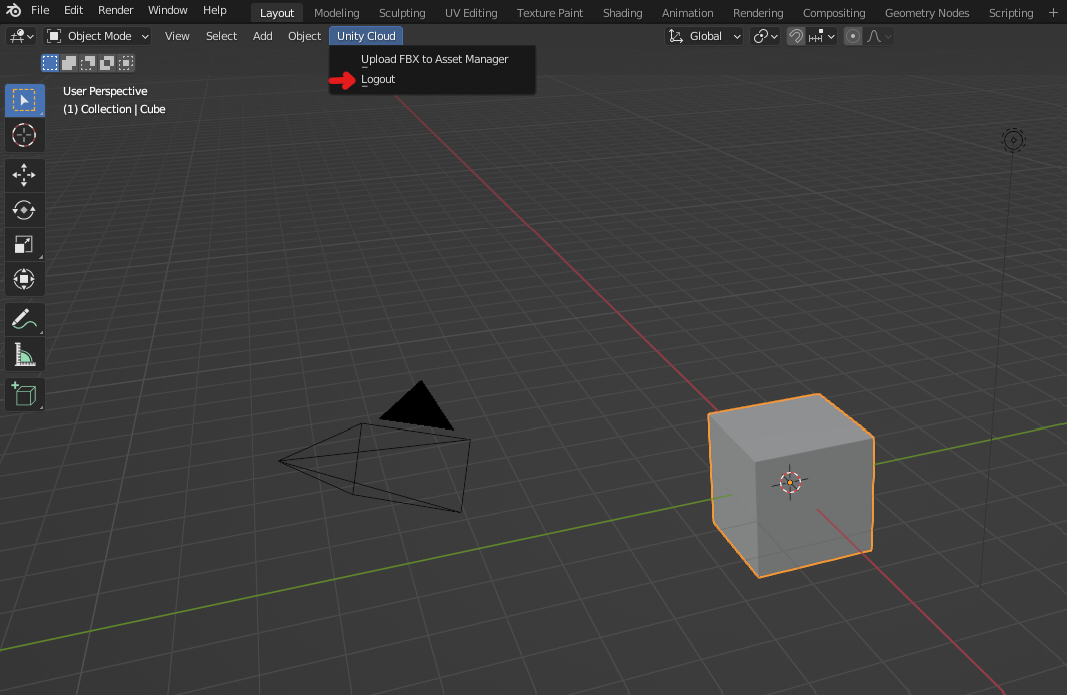 File Edit Render Window Help Layout Modeling Sculpting UV Editing Texture Paint Shading Animation Rendering Compositing Geometry Nodes Scripting +
Object Mode View Select Add Object Unity Cloud Global
Upload FBX to Asset Manager
Logout
User Perspective
(1) Collection | Cube